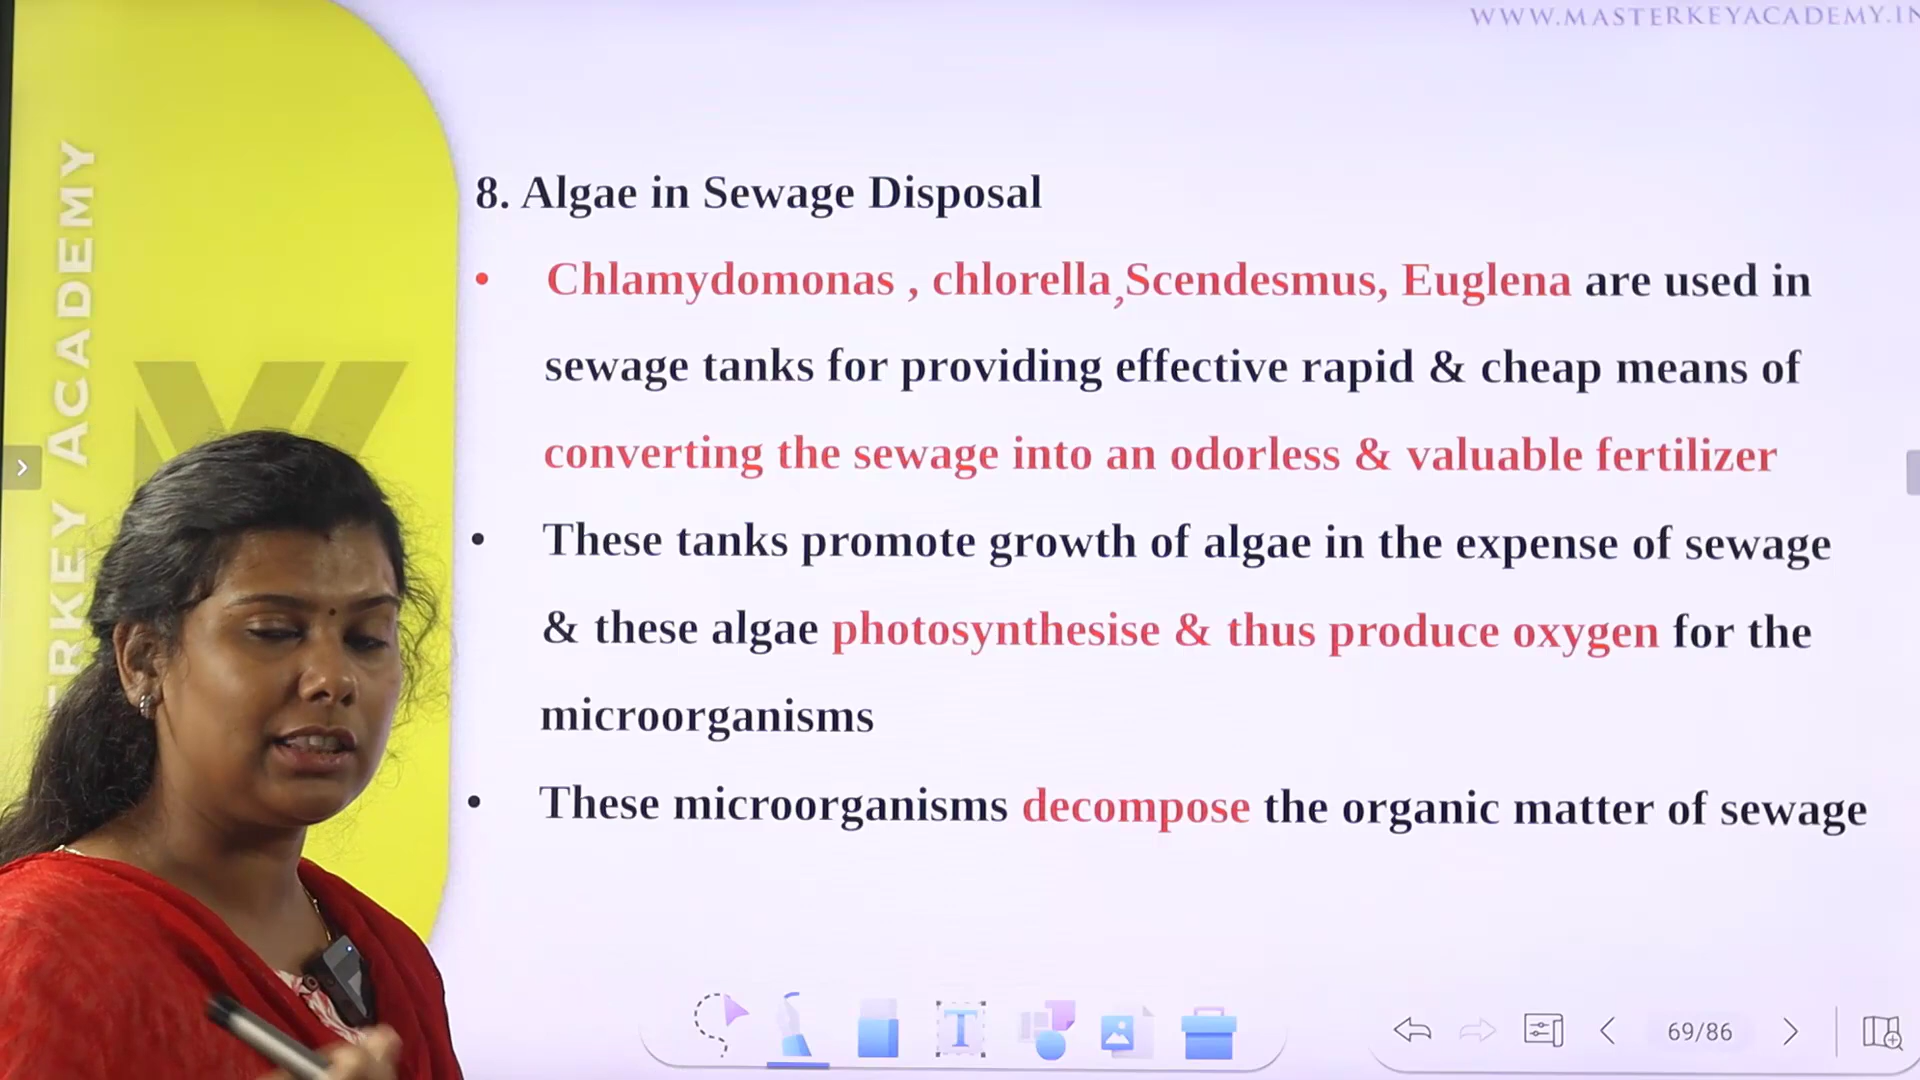 WWW.MASTERKEYACADEMY.IN
ERKEY ACADEMY
8. Algae in Sewage Disposal
• Chlamydomonas , chlorella,Scendesmus, Euglena are used in
sewage tanks for providing effective rapid & cheap means of
converting the sewage into an odorless & valuable fertilizer
• These tanks promote growth of algae in the expense of sewage
& these algae photosynthesise & thus produce oxygen for the
microorganisms
• These microorganisms decompose the organic matter of sewage
T
69/86